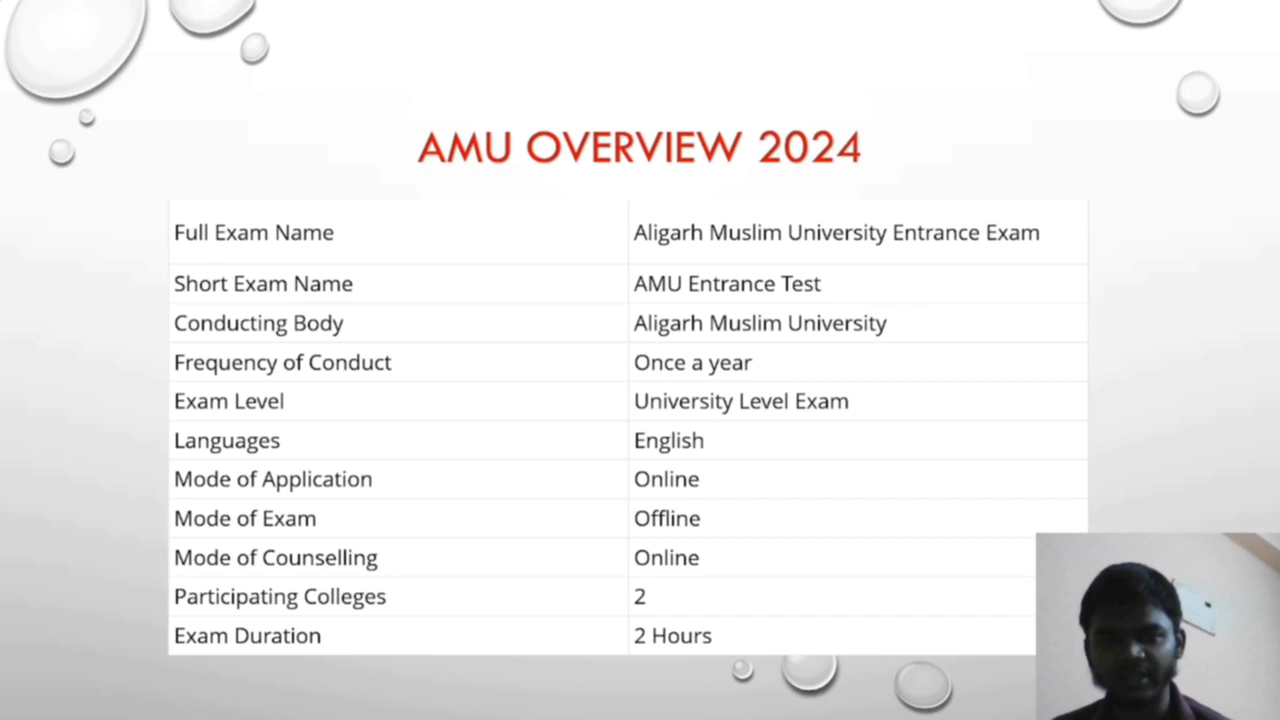 AMU OVERVIEW 2024
Full Exam Name Aligarh Muslim University Entrance Exam
Short Exam Name AMU Entrance Test
Conducting Body Aligarh Muslim University
Frequency of Conduct Once a year
Exam Level University Level Exam
Languages English
Mode of Application Online
Mode of Exam Offline
Mode of Counselling Online
Participating Colleges 2
Exam Duration 2 Hours